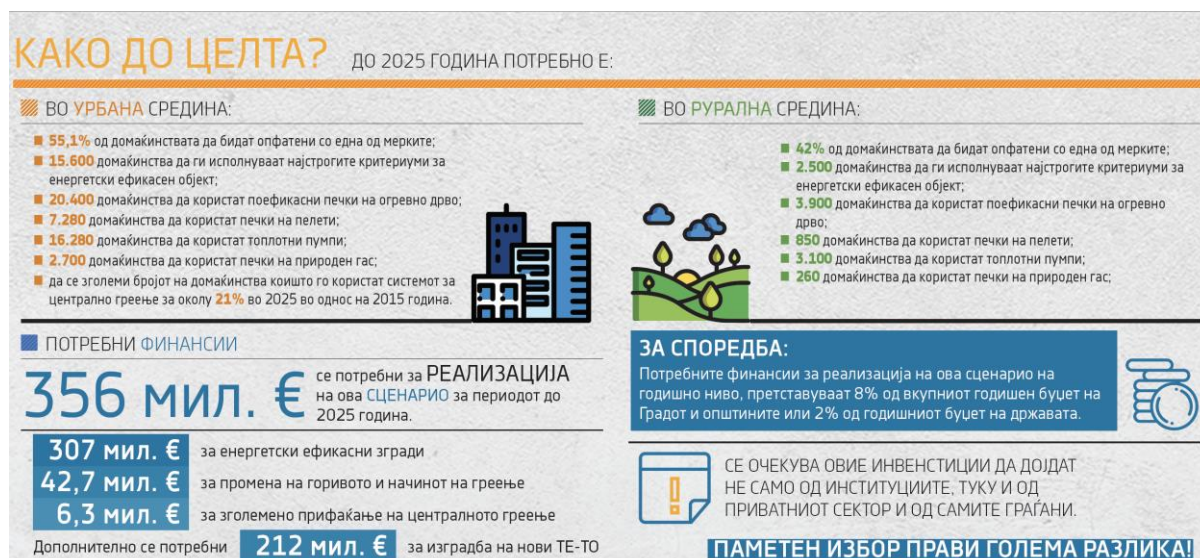 КАКО ДО ЦЕЛТА? ДО 2025 ГОДИНА ПОТРЕБНО Е:
ВО УРБАНА СРЕДИНА:
55,1% од домаќинствата да бидат опфатени со една од мерките;
15.600 домаќинства да ги исполнуваат најстрогите критериуми за
енергетски ефикасен објект;
20.400 домаќинства да користат поефикасни печки на огревно дрво;
7.280 домаќинства да користат печки на пелети;
16.280 домаќинства да користат топлотни пумпи;
2.700 домаќинства да користат печки на природен гас;
да се зголеми бројот на домаќинства коишто го користат системот за
централно греење за околу 21% во 2025 во однос на 2015 година.
ВО РУРАЛНА СРЕДИНА:
42% од домаќинствата да бидат опфатени со една од мерките;
2.500 домаќинства да ги исполнуваат најстрогите критериуми за
енергетски ефикасен објект;
3.900 домаќинства да користат поефикасни печки на огревно
дрво;
850 домаќинства да користат печки на пелети;
3.100 домаќинства да користат топлотни пумпи;
260 домаќинства да користат печки на природен гас;
ПОТРЕБНИ ФИНАНСИИ
356 мил. €
се потребни за РЕАЛИЗАЦИЈА
на ова СЦЕНАРИО за периодот до
2025 година.
307 мил. € за енергетски ефикасни згради
42,7 мил. € за промена на горивото и начинот на греење
6,3 мил. € за зголемено прифаќање на централното греење
Дополнително се потребни 212 мил. € за изградба на нови ТЕ-ТО
ЗА СПОРЕДБА:
Потребните финансии за реализација на ова сценарио на
годишно ниво, претставуваат 8% од вкупниот годишен буџет на
Градот и општините или 2% од годишниот буџет на државата.
СЕ ОЧЕКУВА ОВИЕ ИНВЕНСТИЦИИ ДА ДОЈДАТ
НЕ САМО ОД ИНСТИТУЦИИТЕ, ТУКУ И ОД
ПРИВАТНИОТ СЕКТОР И ОД САМИТЕ ГРАЃАНИ.
ПАМЕТЕН ИЗБОР ПРАВИ ГОЛЕМА РАЗЛИКА!